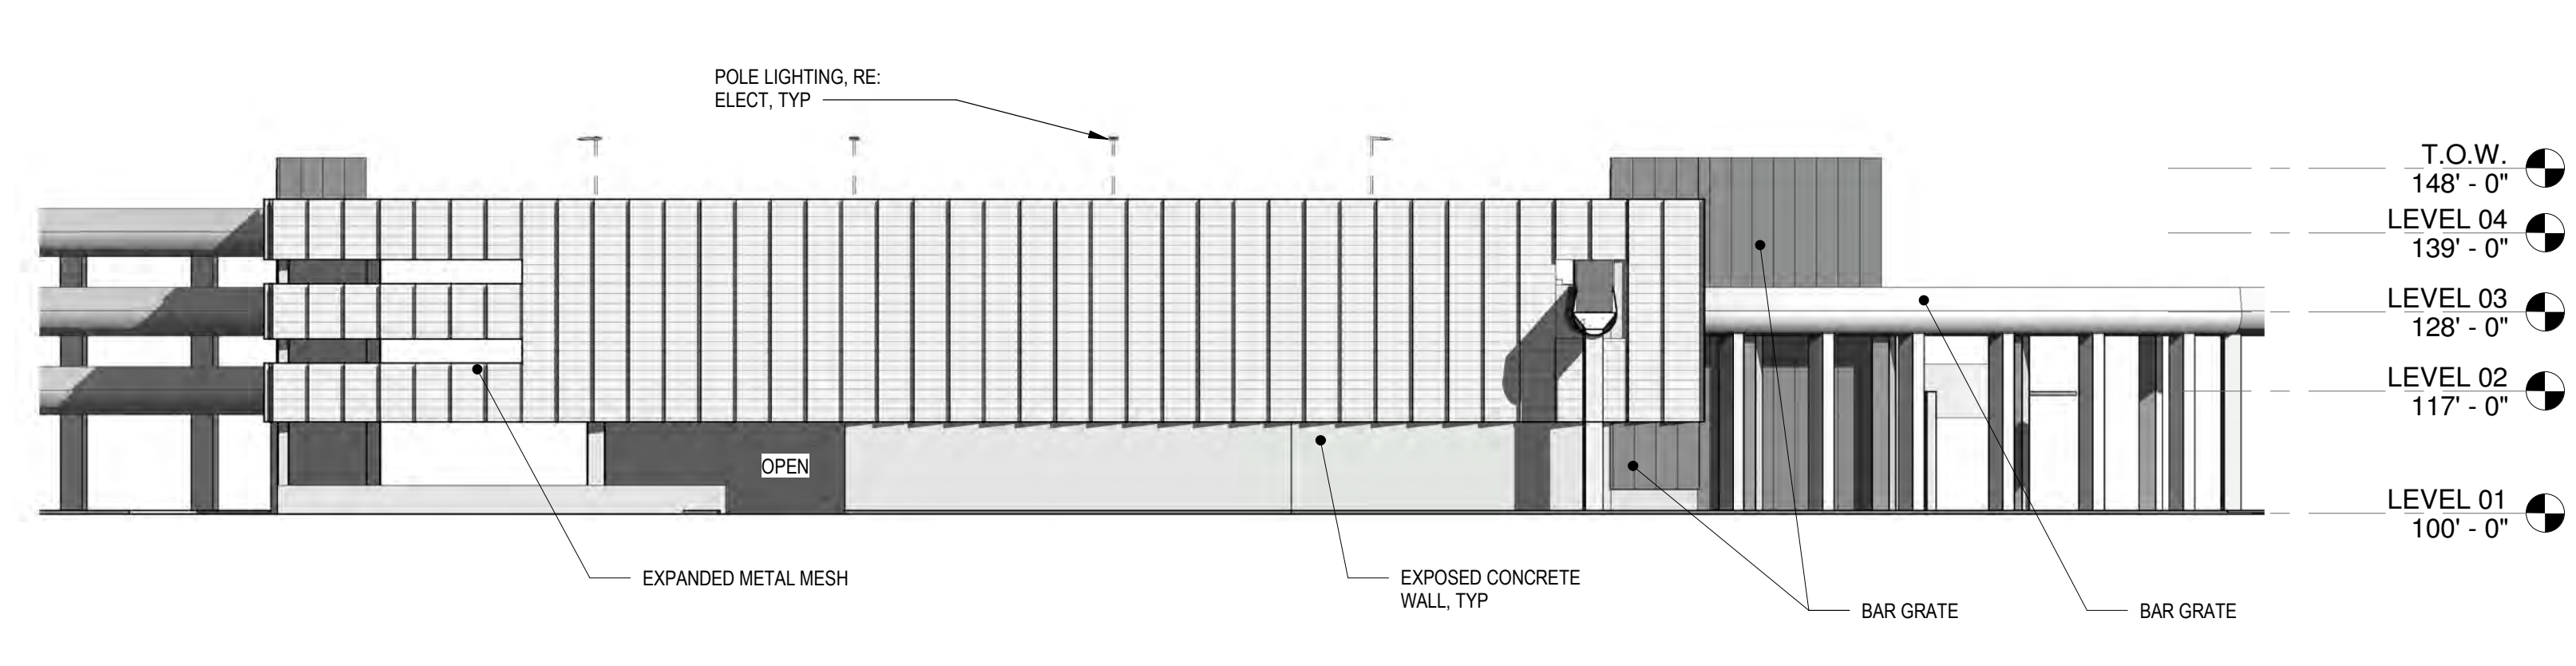 POLE LIGHTING, RE:
ELECT, TYP
T.O.W.
148' - 0"
LEVEL 04
139' - 0"
LEVEL 03
128' - 0"
LEVEL 02
117' - 0"
OPEN
LEVEL 01
100' - 0"
EXPANDED METAL MESH
EXPOSED CONCRETE
WALL, TYP
BAR GRATE
BAR GRATE